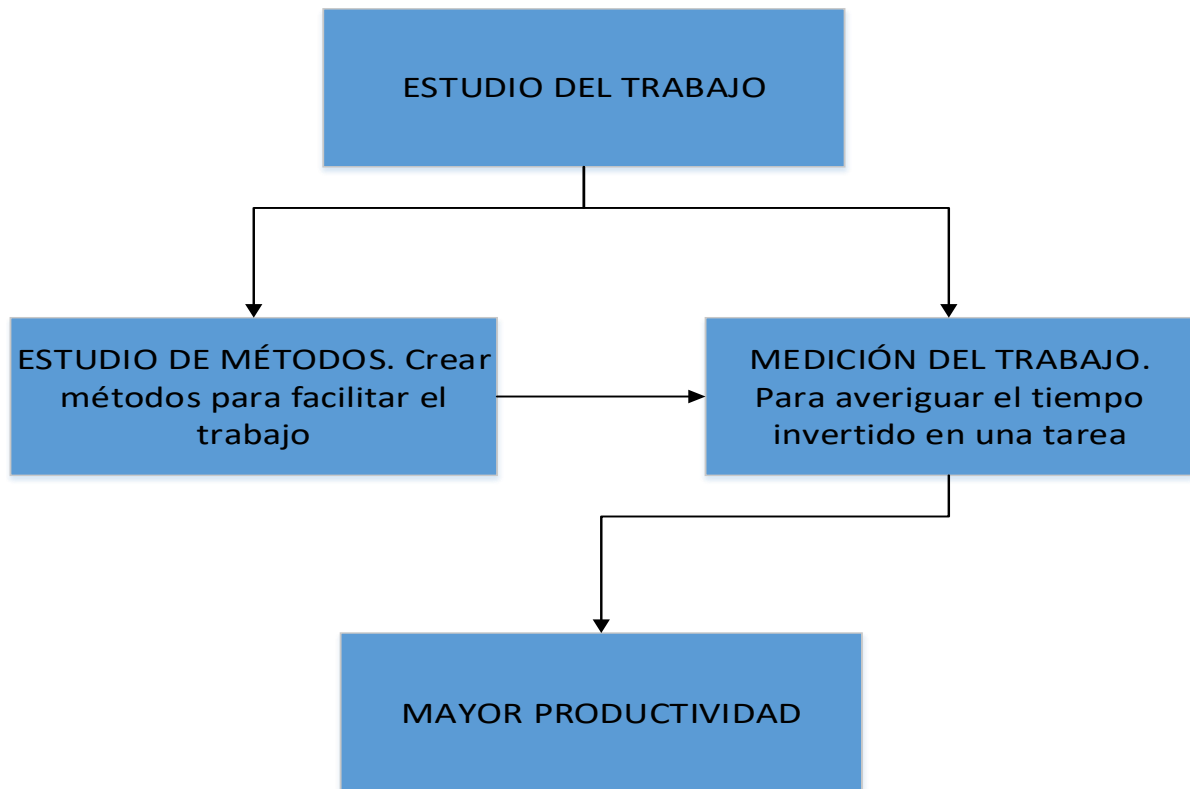 ESTUDIO DEL TRABAJO
ESTUDIO DE MÉTODOS. Crear
métodos para facilitar el
trabajo
MEDICIÓN DEL TRABAJO.
Para averiguar el tiempo
invertido en una tarea
MAYOR PRODUCTIVIDAD